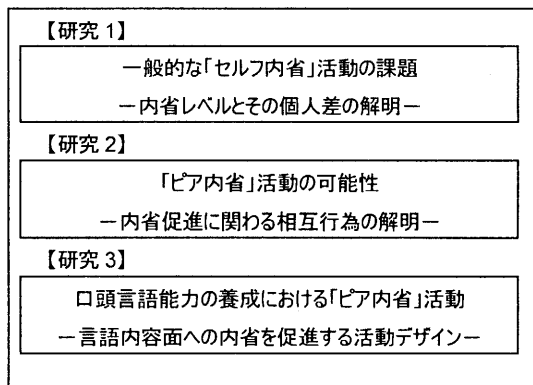 【研究 1】
一般的な「セルフ内省」活動の課題
ー内省レベルとその個人差の解明ー
【研究 2】
「ピア内省」活動の可能性
ー内省促進に関わる相互行為の解明ー
【研究 3】
口頭言語能力の養成における「ピア内省」活動
ー言語内容面への内省を促進する活動デザインー